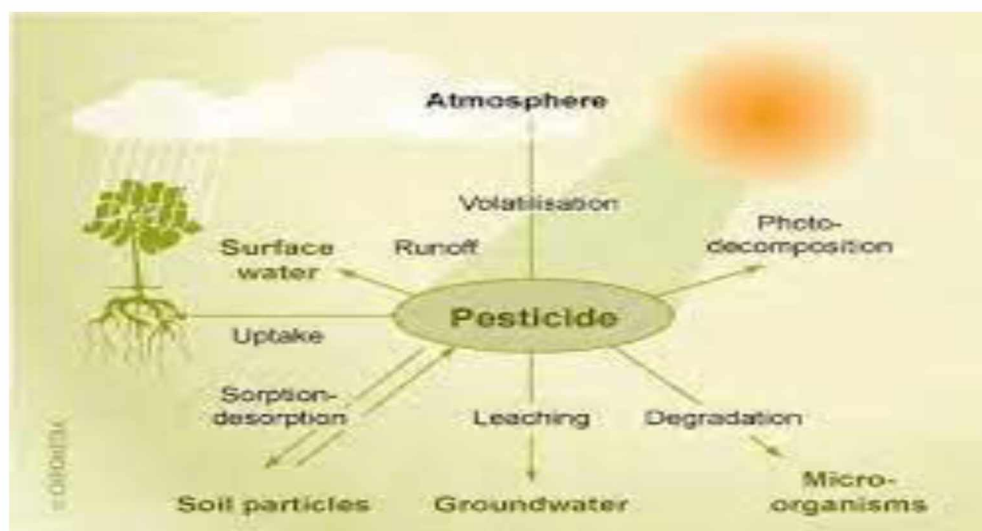 Atmosphere
Volatilisation
Photo-
decomposition
Surface
water
Runoff
Pesticide
Uptake
Sorption-
desorption
Leaching
Degradation
Soil particles
Groundwater
Micro-
organisms